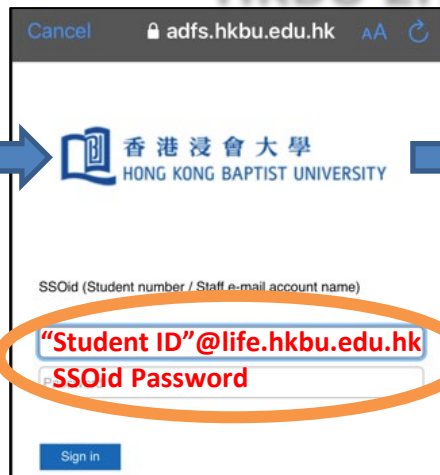 Cancel adfs.hkbu.edu.hk AA
香港浸會大學
HONG KONG BAPTIST UNIVERSITY
SSOid (Student number / Staff e-mail account name)
“Student ID”@life.hkbu.edu.hk
SSOid Password
Sign in